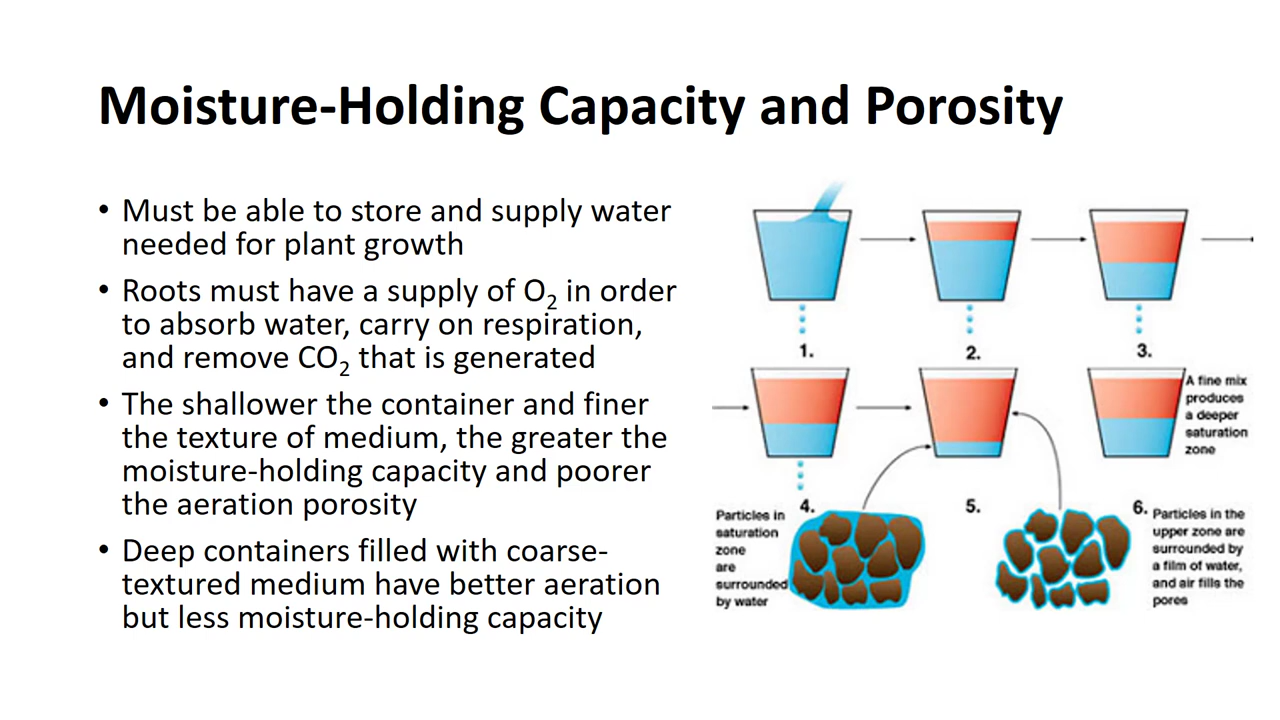 Moisture-Holding Capacity and Porosity
• Must be able to store and supply water
needed for plant growth
• Roots must have a supply of O₂ in order
to absorb water, carry on respiration,
and remove CO₂ that is generated
• The shallower the container and finer
the texture of medium, the greater the
moisture-holding capacity and poorer
the aeration porosity
• Deep containers filled with coarse-
textured medium have better aeration
but less moisture-holding capacity
1.
2.
3.
A fine mix
produces
a deeper
saturation
zone
4.
5.
6.
Particles in
saturation
zone
are
surrounded
by water
Particles in the
upper zone are
surrounded by
a film of water,
and air fills the
pores